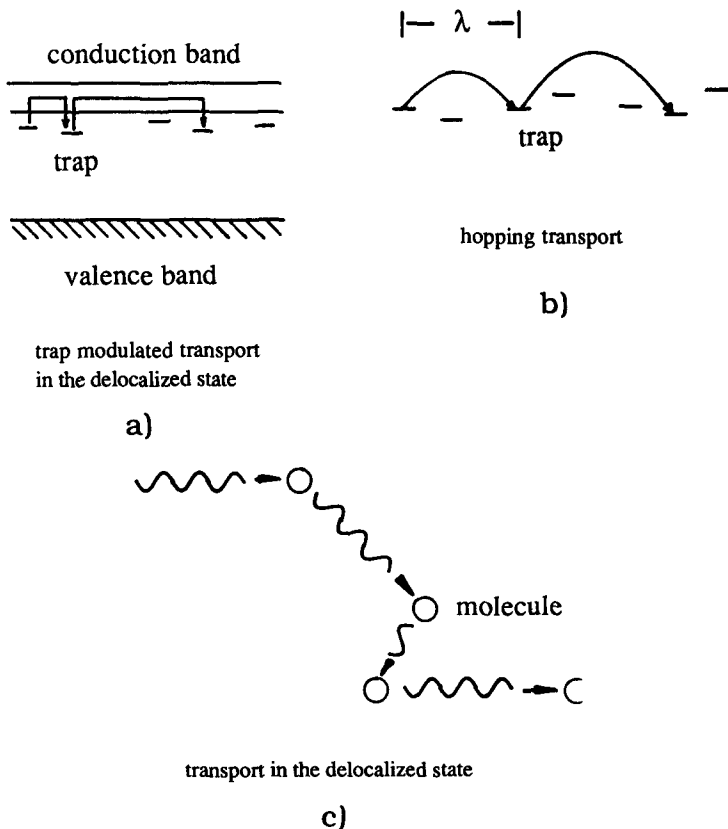 conduction band
trap
valence band
trap modulated transport
in the delocalized state
a)
|— λ —|
trap
hopping transport
b)
molecule
transport in the delocalized state
c)